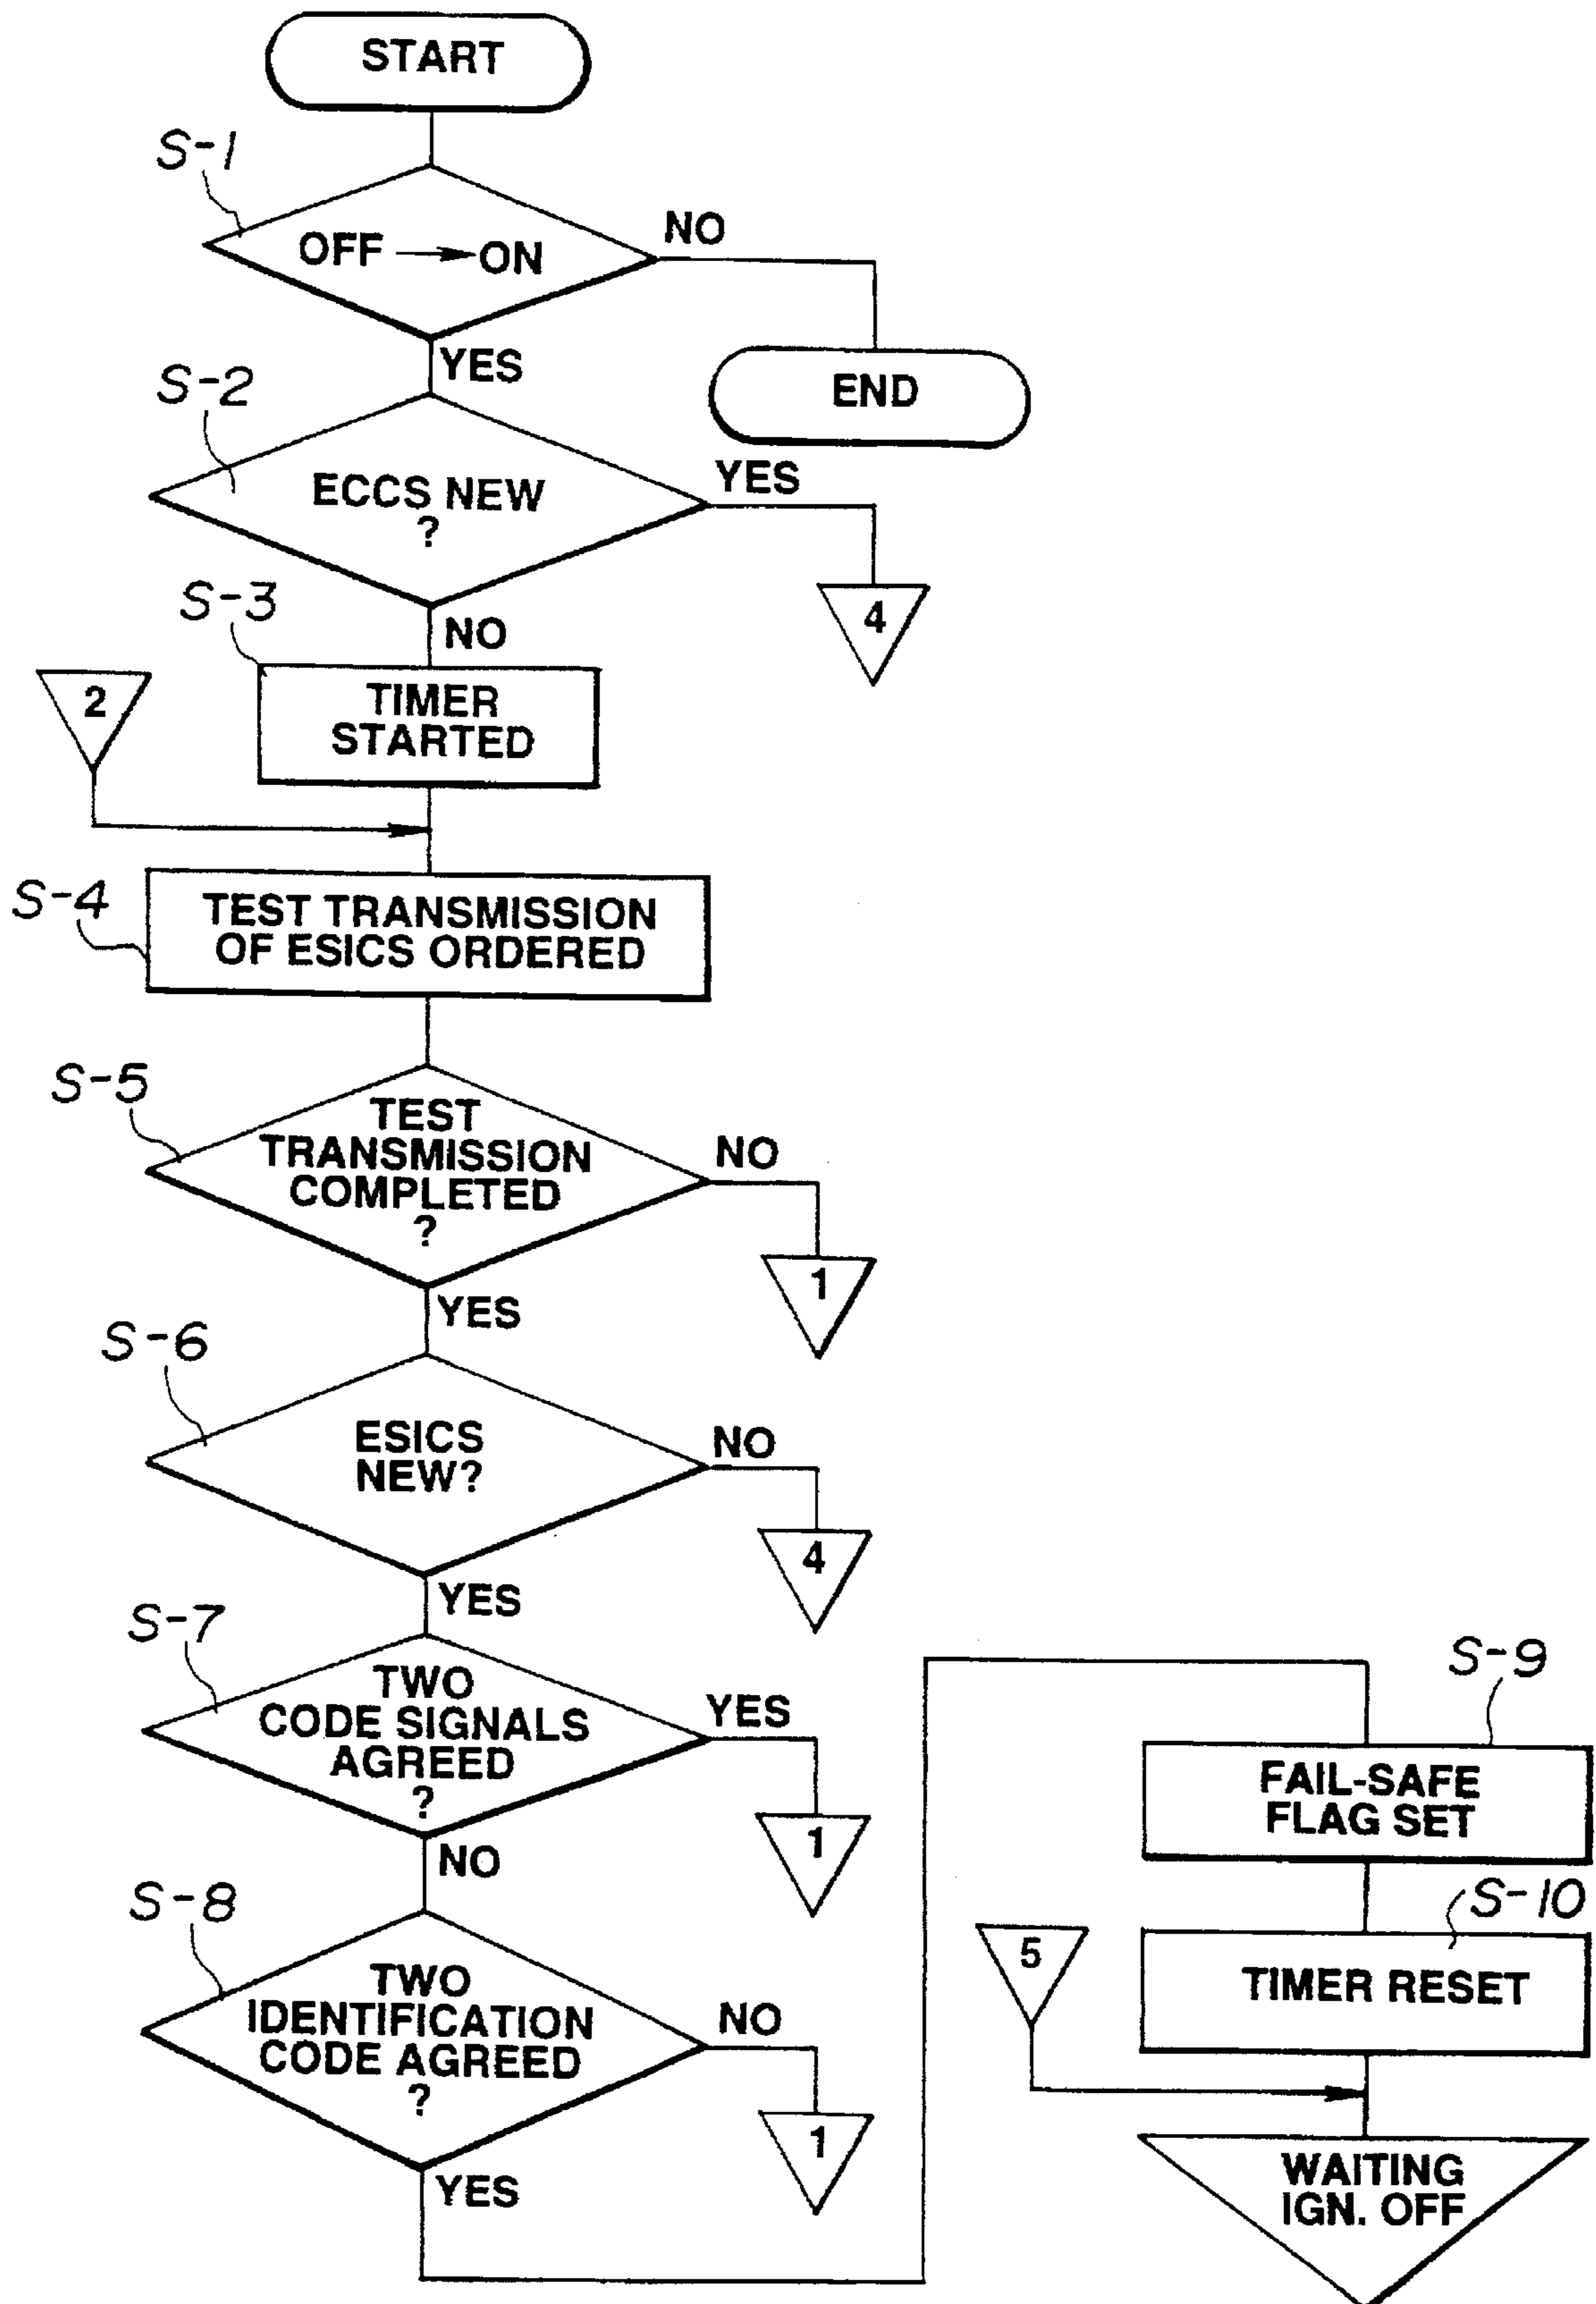 START
S-1
OFF → ON
NO
YES
END
S-2
ECCS NEW
?
YES
4
NO
S-3
TIMER
STARTED
2
S-4
TEST TRANSMISSION
OF ESICS ORDERED
S-5
TEST
TRANSMISSION
COMPLETED
?
NO
1
YES
S-6
ESICS
NEW?
NO
4
YES
S-7
TWO
CODE SIGNALS
AGREED
?
YES
1
NO
S-8
TWO
IDENTIFICATION
CODE AGREED
?
NO
1
YES
S-9
FAIL-SAFE
FLAG SET
S-10
TIMER RESET
5
WAITING
IGN. OFF